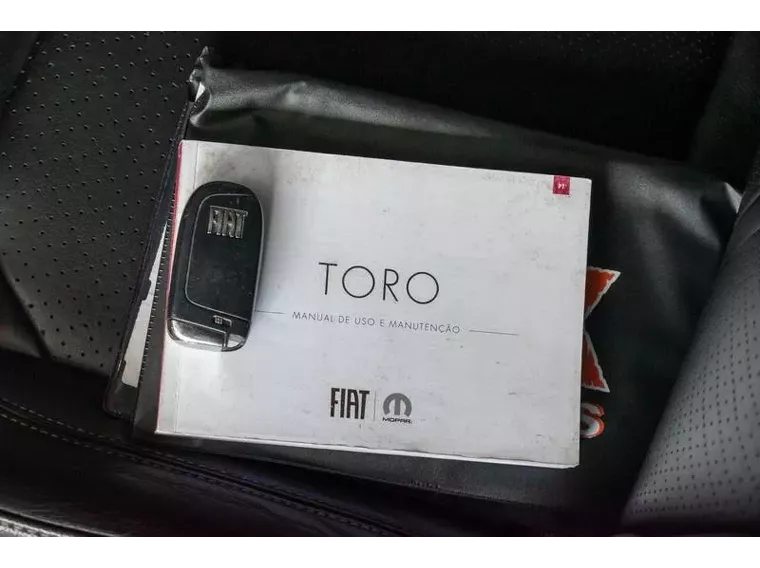 FIAT
TORO
MANUAL DE USO E MANUTENÇÃO
FIAT
MOPAR